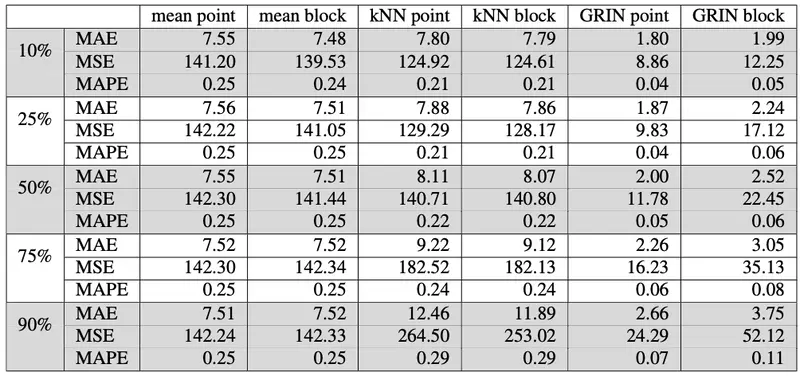 mean point mean block kNN point kNN block GRIN point GRIN block
10% MAE 7.55 7.48 7.80 7.79 1.80 1.99
MSE 141.20 139.53 124.92 124.61 8.86 12.25
MAPE 0.25 0.24 0.21 0.21 0.04 0.05
25% MAE 7.56 7.51 7.88 7.86 1.87 2.24
MSE 142.22 141.05 129.29 128.17 9.83 17.12
MAPE 0.25 0.25 0.21 0.21 0.04 0.06
50% MAE 7.55 7.51 8.11 8.07 2.00 2.52
MSE 142.30 141.44 140.71 140.80 11.78 22.45
MAPE 0.25 0.25 0.22 0.22 0.05 0.06
75% MAE 7.52 7.52 9.22 9.12 2.26 3.05
MSE 142.30 142.34 182.52 182.13 16.23 35.13
MAPE 0.25 0.25 0.24 0.24 0.06 0.08
90% MAE 7.51 7.52 12.46 11.89 2.66 3.75
MSE 142.24 142.33 264.50 253.02 24.29 52.12
MAPE 0.25 0.25 0.29 0.29 0.07 0.11